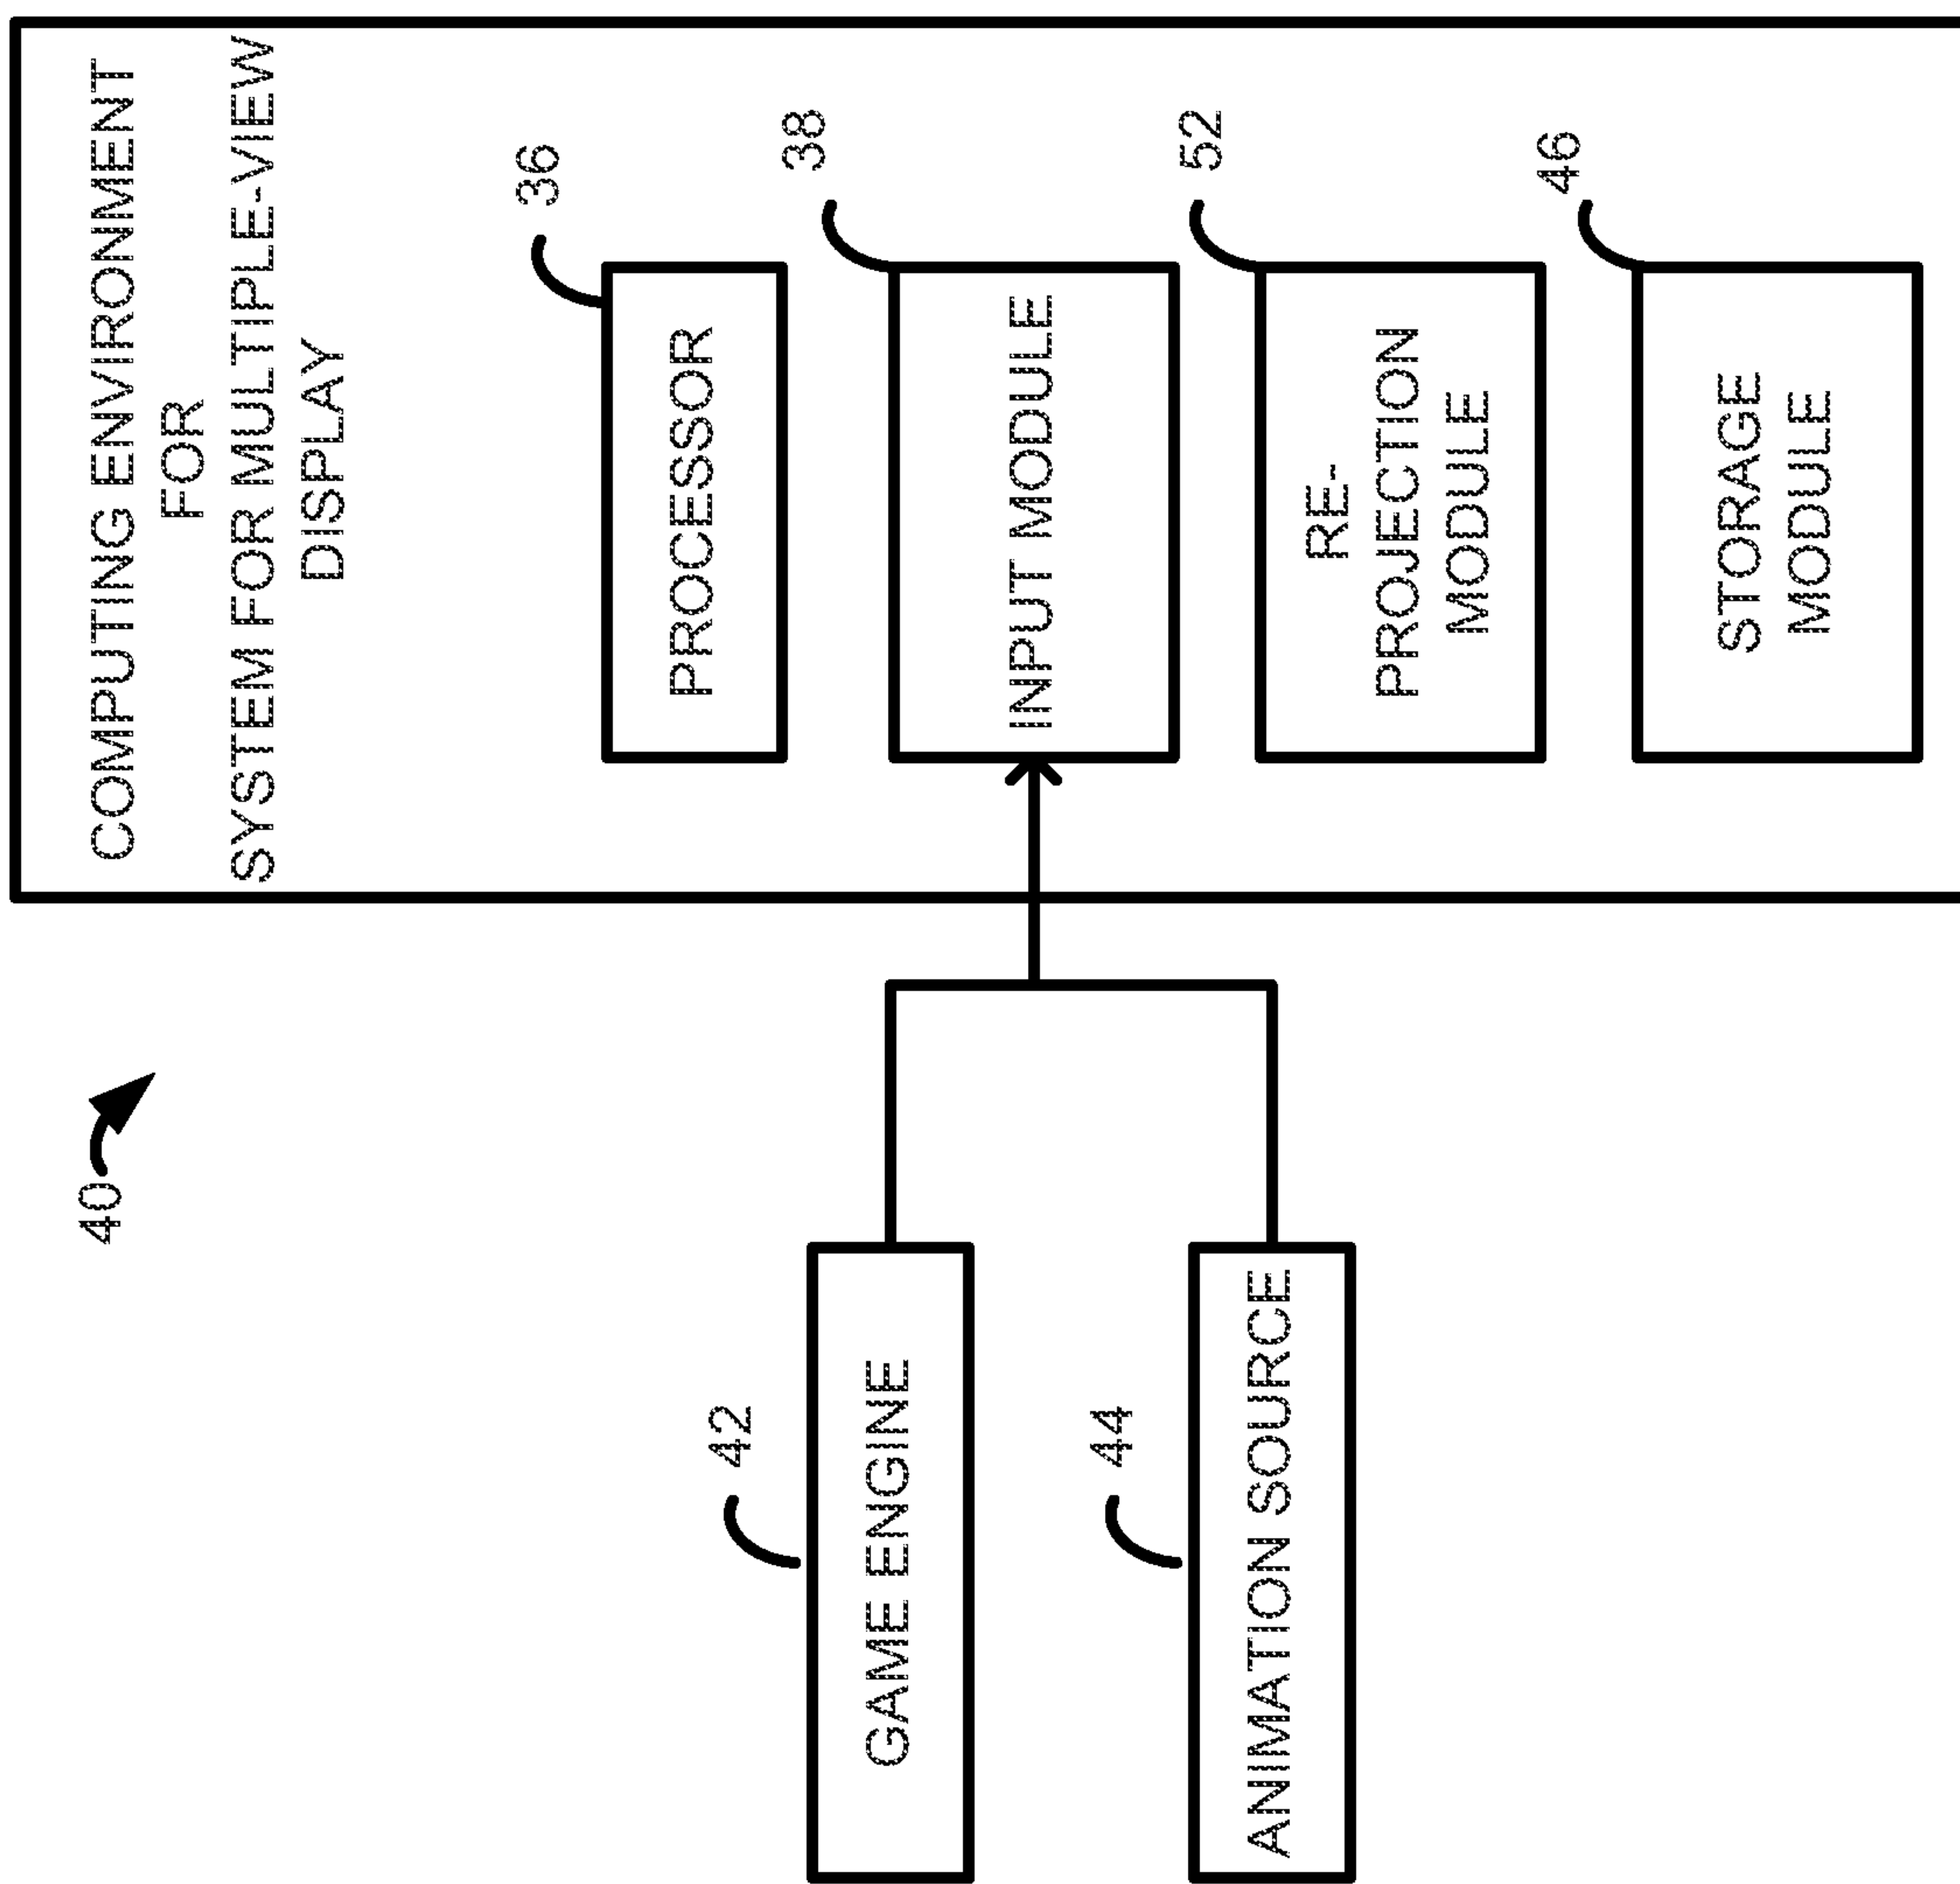 COMPUTING ENVIRONMENT
FOR
SYSTEM FOR MULTIPLE-VIEW
DISPLAY
36
PROCESSOR
38
INPUT MODULE
52
RE-
PROJECTION
MODULE
46
STORAGE
MODULE
40
42
GAME ENGINE
44
ANIMATION SOURCE